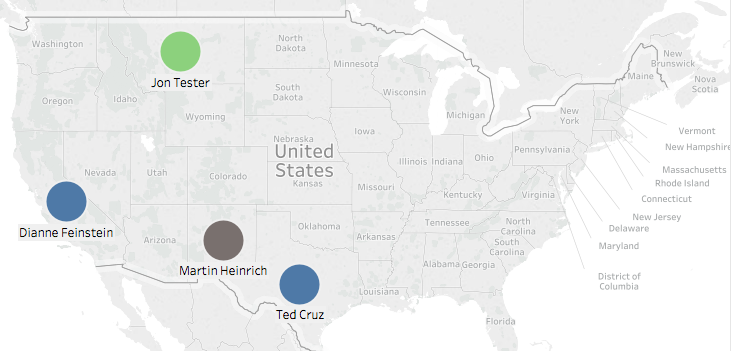 Washington
North
Dakota
Minnesota
New
Brunswick
Jon Tester
Maine
Nova
Scotia
Oregon
Idaho
Wyoming
South
Dakota
Wisconsin
Michigan
New
York
Vermont
New Hampshire
Nebraska
Iowa
Pennsylvania
United
States
Illinois
Indiana
Ohio
Massachusetts
Nevada
Utah
Colorado
Kansas
Missouri
Kentucky
Virginia
Rhode Island
Connecticut
New Jersey
Delaware
Dianne Feinstein
Arizona
Oklahoma
Arkansas
Tennessee
North
Carolina
South
Carolina
Maryland
Martin Heinrich
Alabama
Georgia
District of
Columbia
Louisiana
Ted Cruz
Florida